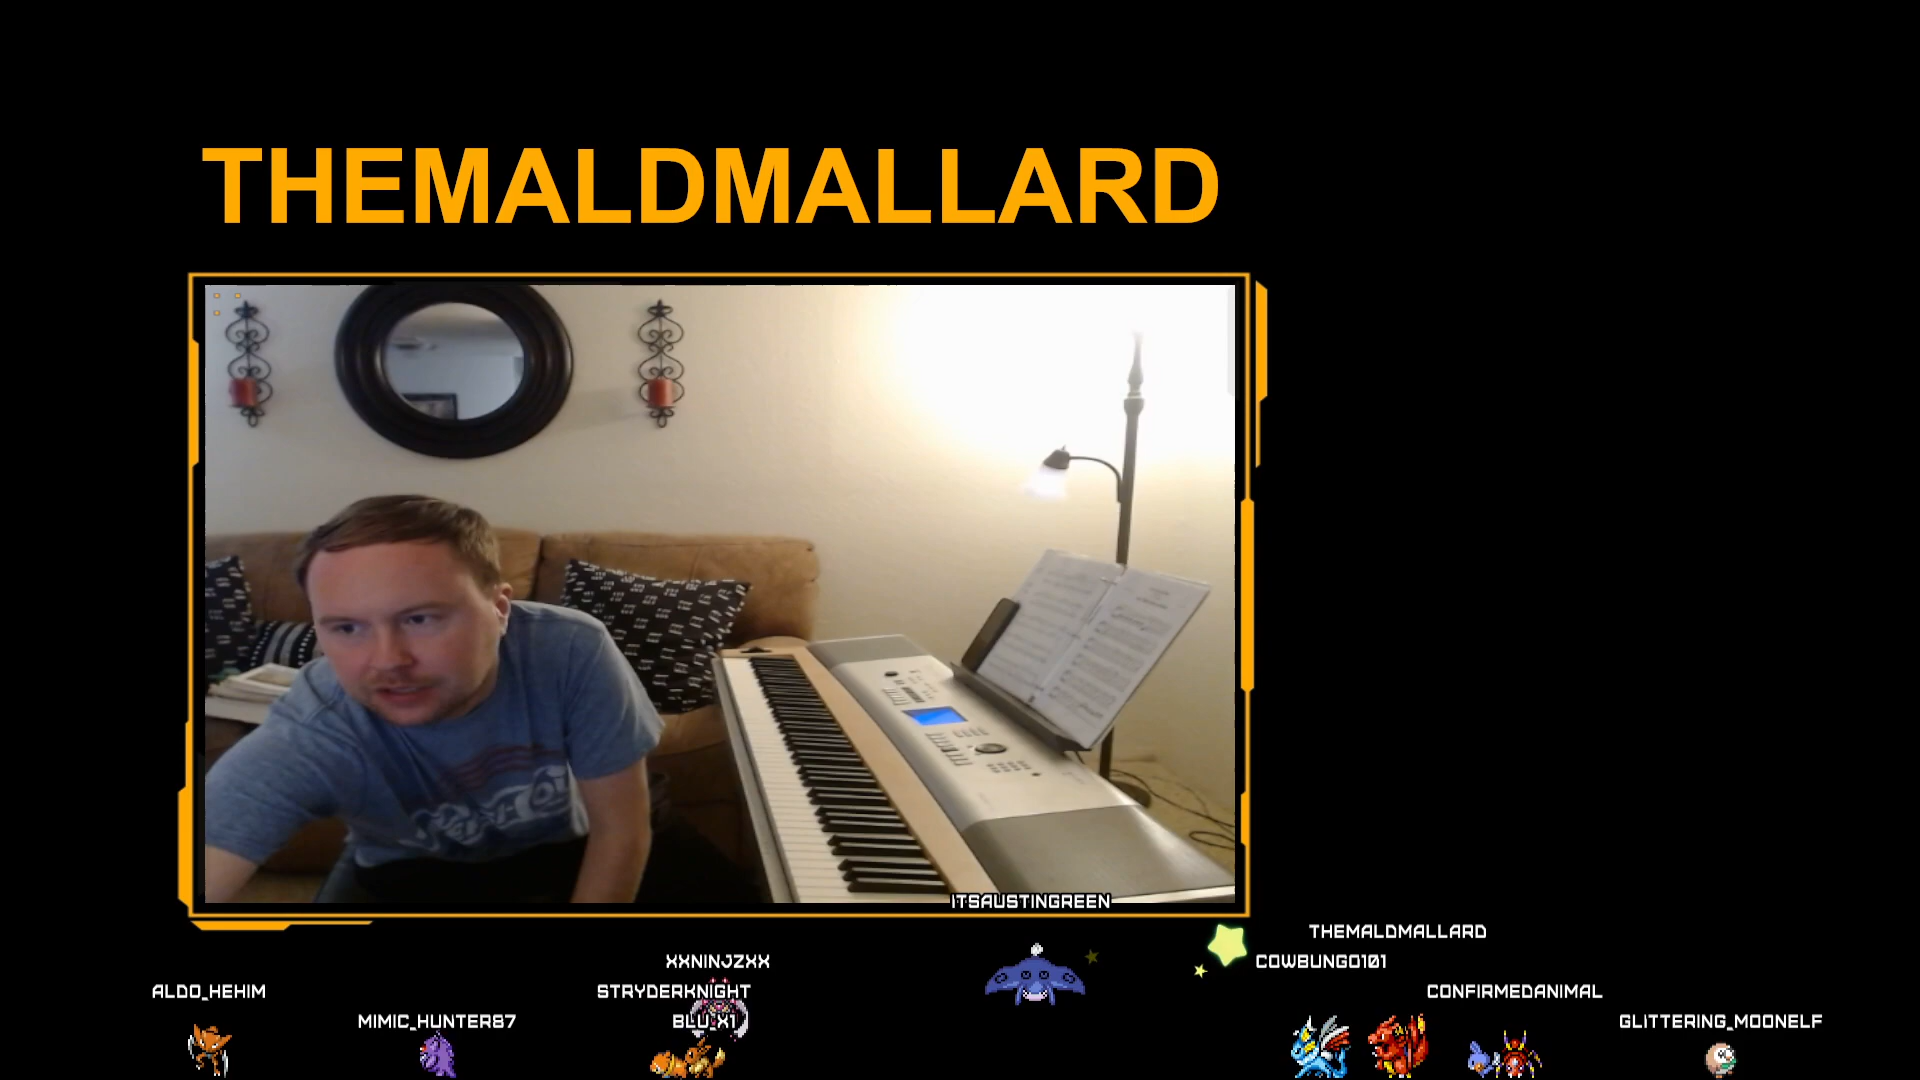 THEMALDMALLARD
ITSAUSTINGREEN
THEMALDMALLARD
XXNINJZXX
COWBUNGO101
ALDO_HEHIM
STRYDERKNIGHT
CONFIRMEDANIMAL
MIMIC_HUNTER87
BLU_X1
GLITTERING_MOONELF